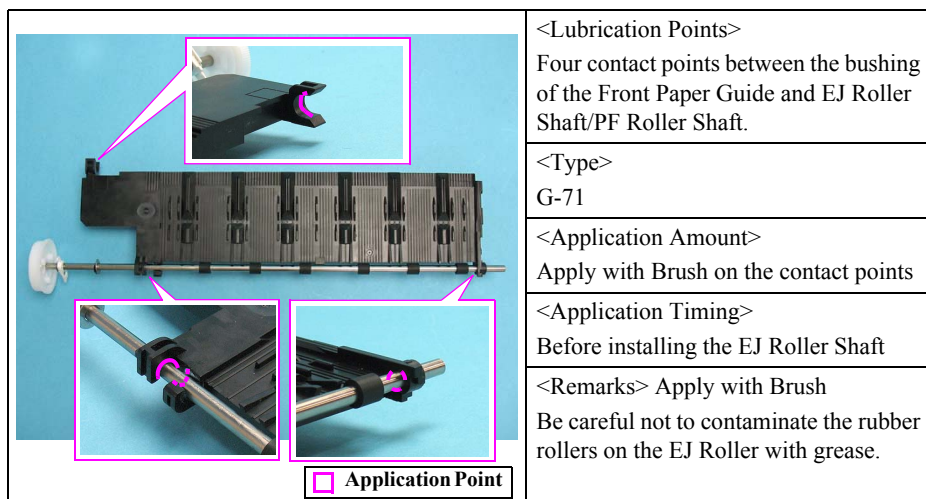 <Lubrication Points>
Four contact points between the bushing
of the Front Paper Guide and EJ Roller
Shaft/PF Roller Shaft.
<Type>
G-71
<Application Amount>
Apply with Brush on the contact points
<Application Timing>
Before installing the EJ Roller Shaft
<Remarks> Apply with Brush
Be careful not to contaminate the rubber
rollers on the EJ Roller with grease.
Application Point